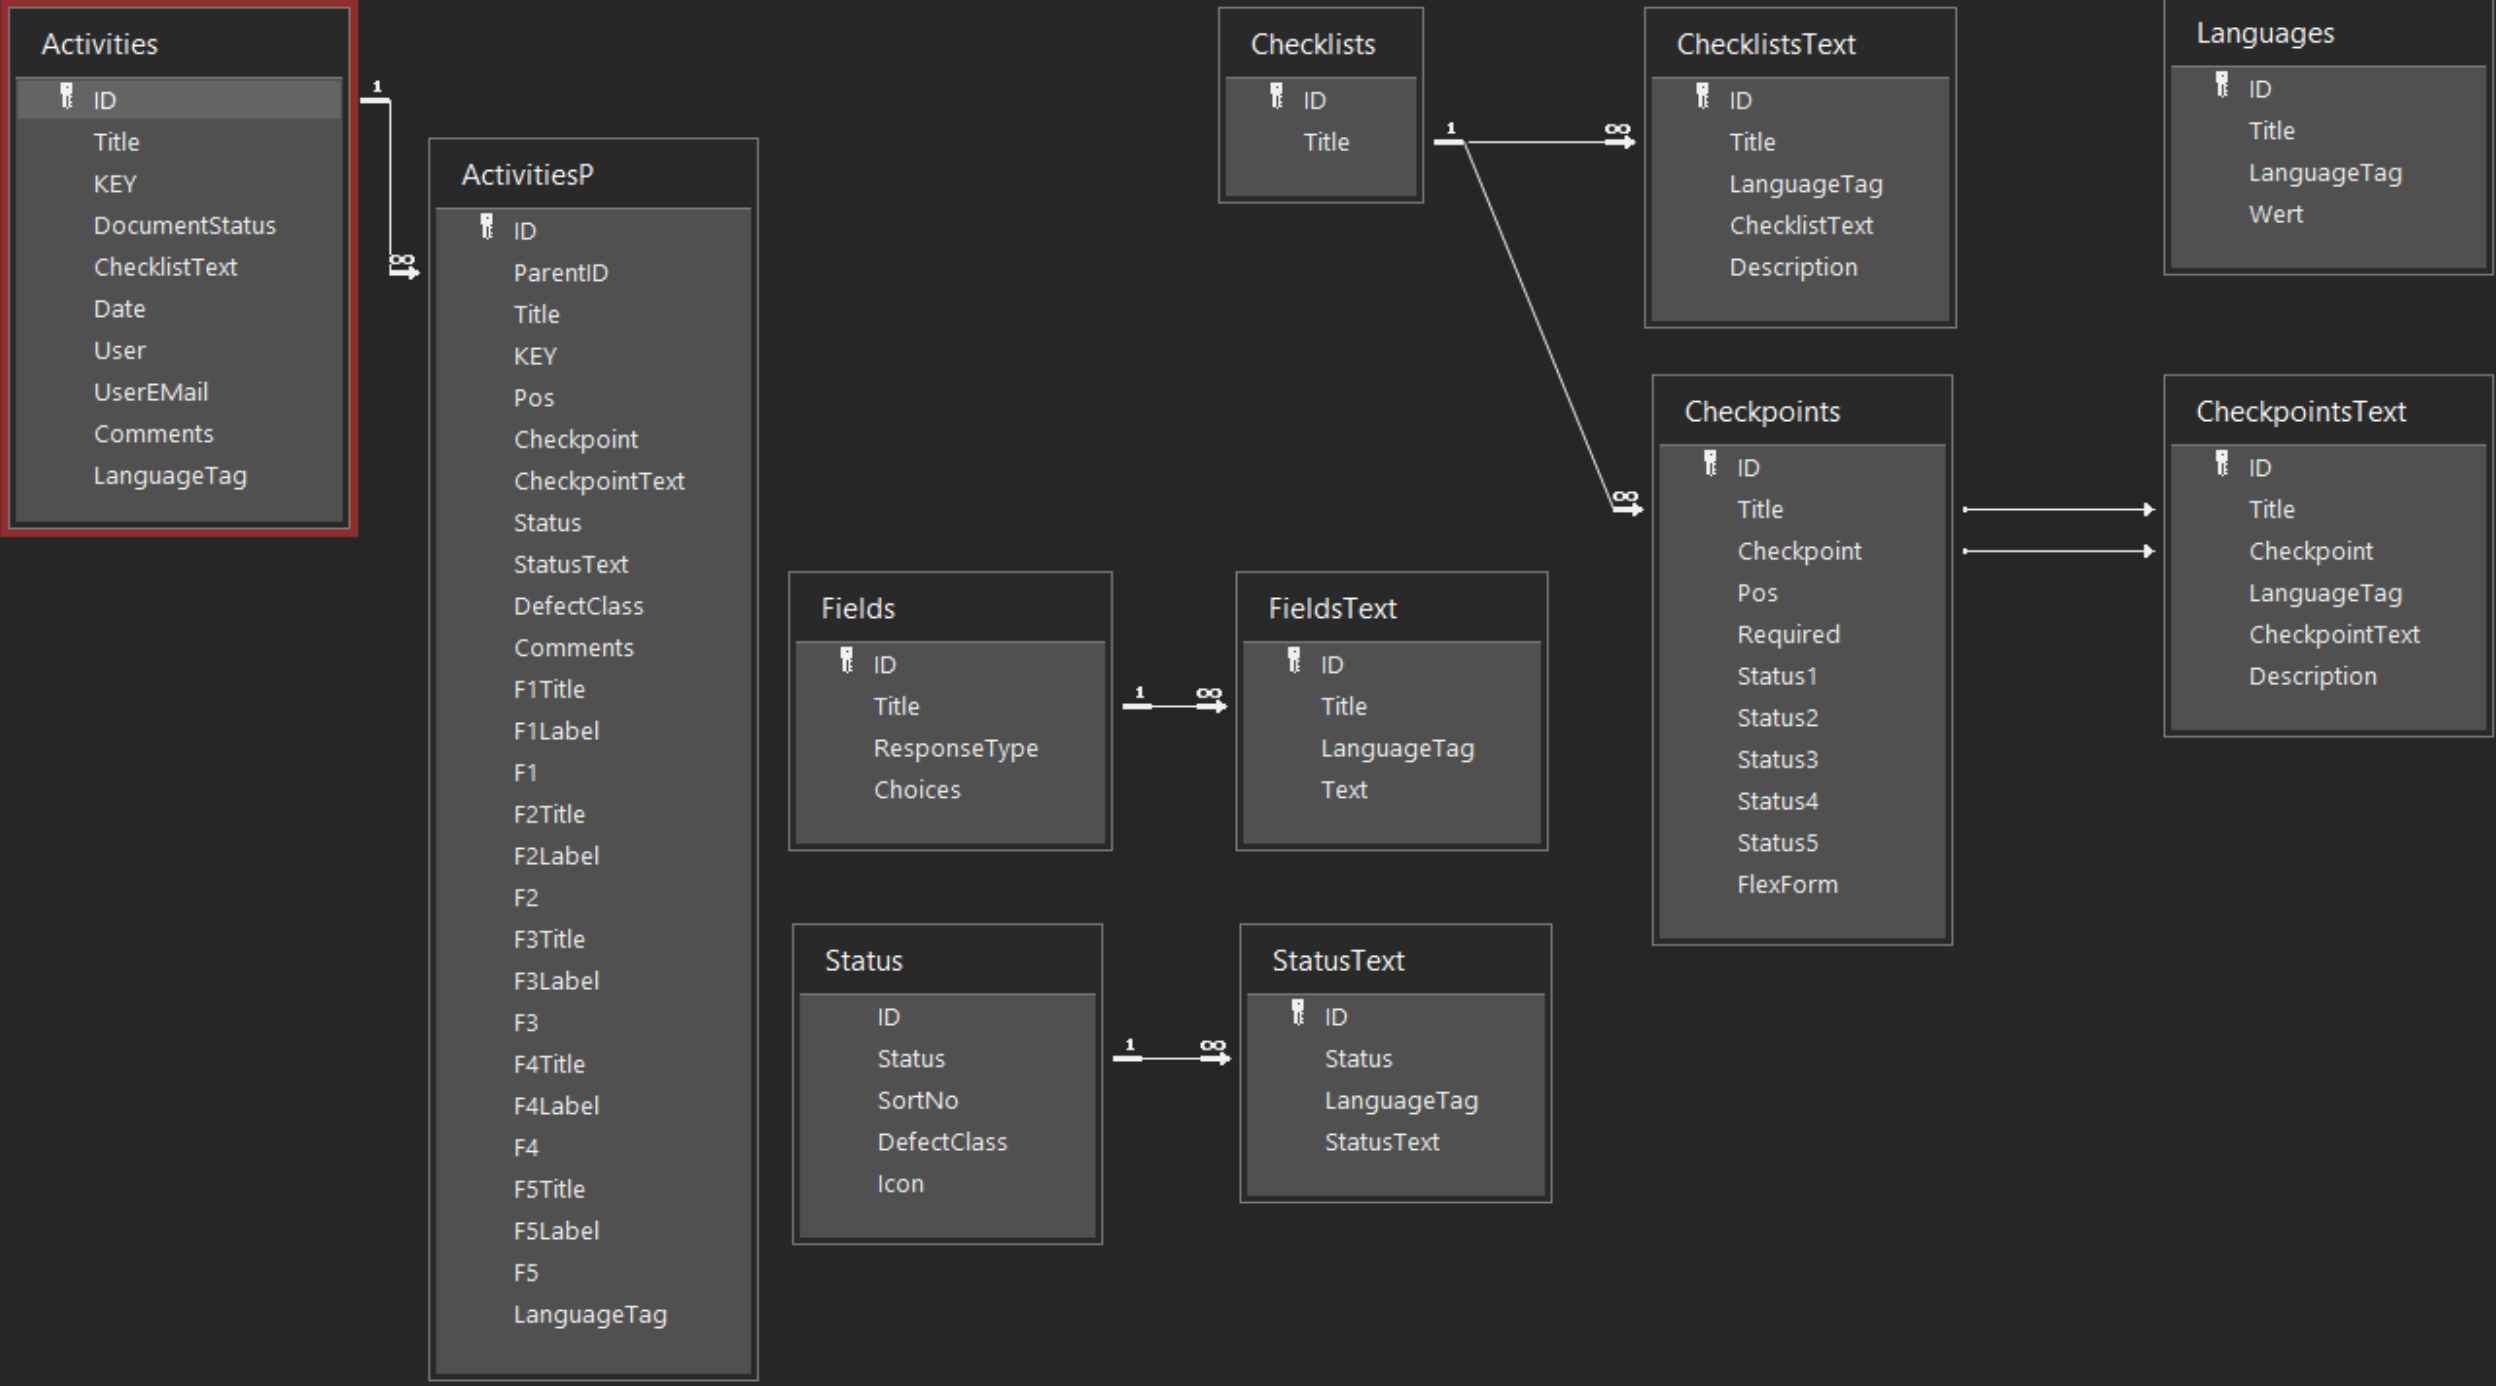 Activities
ID
Title
KEY
DocumentStatus
ChecklistText
Date
User
UserEMail
Comments
LanguageTag
1
∞
ActivitiesP
ID
ParentID
Title
KEY
Pos
Checkpoint
CheckpointText
Status
StatusText
DefectClass
Comments
F1Title
F1Label
F1
F2Title
F2Label
F2
F3Title
F3Label
F3
F4Title
F4Label
F4
F5Title
F5Label
F5
LanguageTag
Checklists
ID
Title
1
∞
∞
ChecklistsText
ID
Title
LanguageTag
ChecklistText
Description
Languages
ID
Title
LanguageTag
Wert
Checkpoints
ID
Title
Checkpoint
Pos
Required
Status1
Status2
Status3
Status4
Status5
FlexForm
CheckpointsText
ID
Title
Checkpoint
LanguageTag
CheckpointText
Description
Fields
ID
Title
ResponseType
Choices
1
∞
FieldsText
ID
Title
LanguageTag
Text
Status
ID
Status
SortNo
DefectClass
Icon
1
∞
StatusText
ID
Status
LanguageTag
StatusText